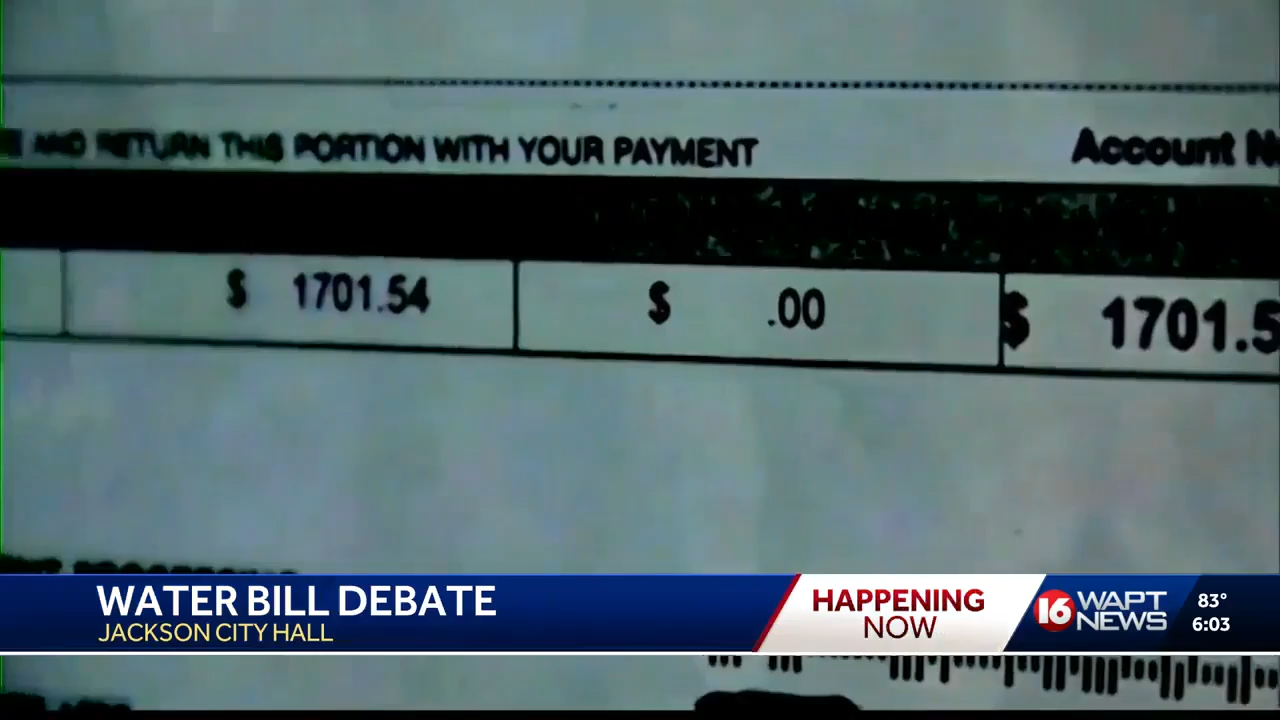 AND RETURN THIS PORTION WITH YOUR PAYMENT
Account
$ 1701.54 $ .00 $ 1701.5
WATER BILL DEBATE
JACKSON CITY HALL
HAPPENING
NOW
16 WAPT
NEWS
83°
6:03